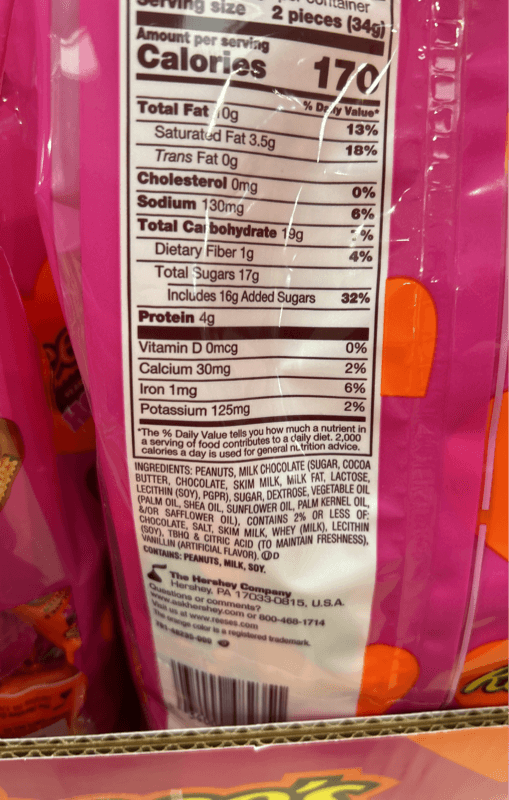 Serving size 2 pieces (34g)
Amount per serving
Calories 170
% Daily Value*
Total Fat 0g 13%
Saturated Fat 3.5g 18%
Trans Fat 0g
Cholesterol 0mg 0%
Sodium 130mg 6%
Total Carbohydrate 19g %
Dietary Fiber 1g 4%
Total Sugars 17g
Includes 16g Added Sugars 32%
Protein 4g
Vitamin D 0mcg 0%
Calcium 30mg 2%
Iron 1mg 6%
Potassium 125mg 2%
*The % Daily Value tells you how much a nutrient in
a serving of food contributes to a daily diet. 2,000
calories a day is used for general nutrition advice.
INGREDIENTS: PEANUTS, MILK CHOCOLATE (SUGAR, COCOA
BUTTER, CHOCOLATE, SKIM MILK, MILK FAT, LACTOSE,
LECITHIN (SOY), PGPR), SUGAR, DEXTROSE, VEGETABLE OIL
(PALM OIL, SHEA OIL, SUNFLOWER OIL, PALM KERNEL OIL,
&/OR SAFFLOWER OIL), CONTAINS 2% OR LESS OF:
CHOCOLATE, SALT, SKIM MILK, WHEY (MILK), LECITHIN
(SOY), TBHQ & CITRIC ACID (TO MAINTAIN FRESHNESS),
VANILLIN (ARTIFICIAL FLAVOR). D
CONTAINS: PEANUTS, MILK, SOY.
The Hershey Company
Hershey, PA 17033-0815, U.S.A.
Questions or comments?
www.askhershey.com or 800-468-1714
Visit us at www.reeses.com
The orange color is a registered trademark.